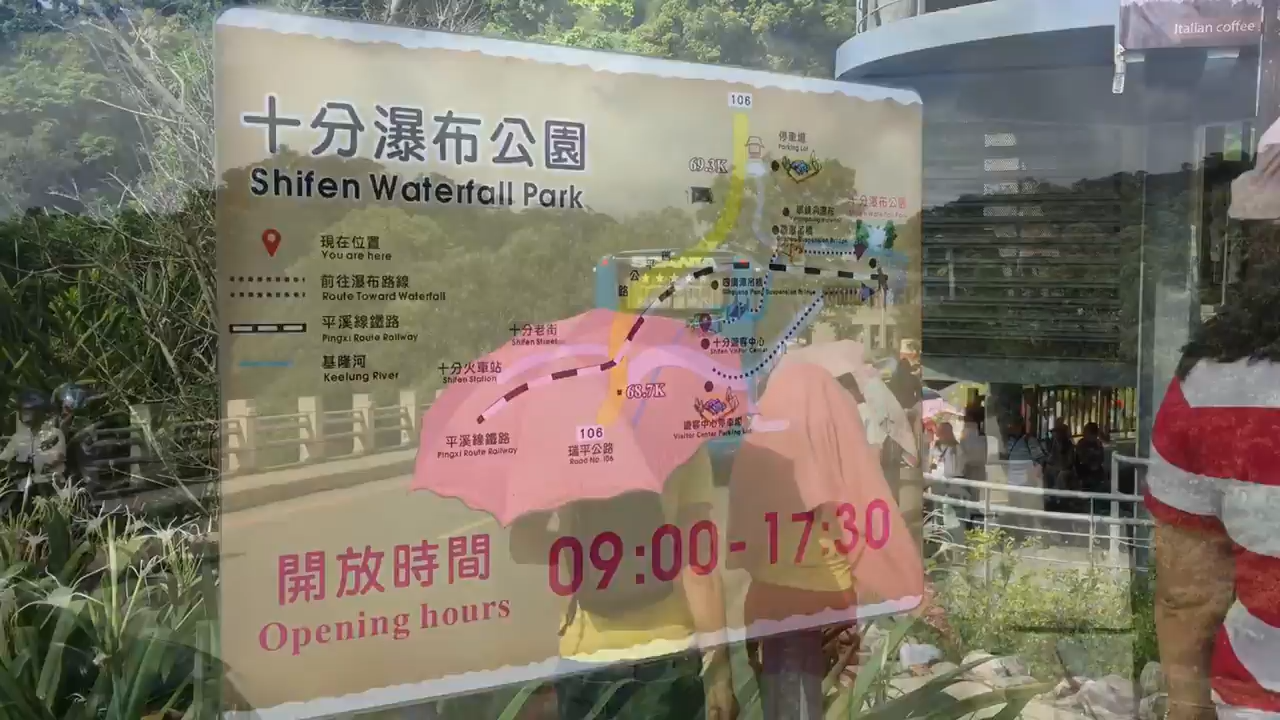 Italian coffee
十分瀑布公園
Shifen Waterfall Park
現在位置
You are here
前往瀑布路線
Route Toward Waterfall
平溪線鐵路
Pingxi Route Railway
基隆河
Keelung River
106
停車場
Parking Lot
69.3K
十分瀑布公園
Shifen Waterfall Park
公
路
十分老街
Shifen Street
十分火車站
Shifen Station
十分遊客中心
Shifen Visitor Center
68.7K
遊客中心停車場
Visitor Center Parking Lot
平溪線鐵路
Pingxi Route Railway
106
瑞平公路
Road No.106
開放時間
Opening hours
09:00-17:30